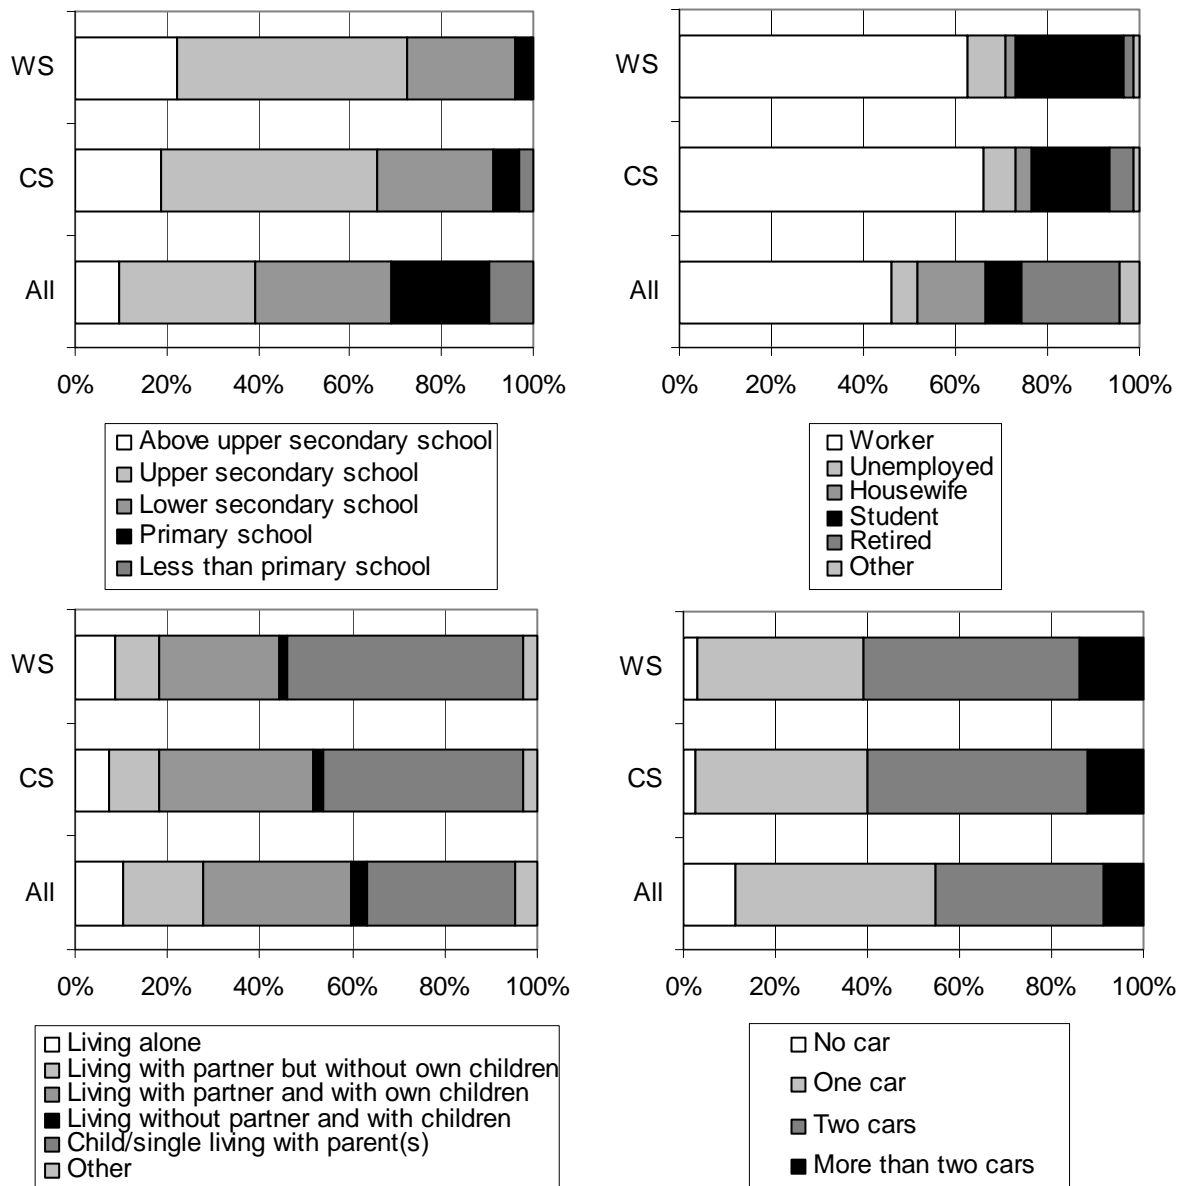 WS
CS
All
0% 20% 40% 60% 80% 100%
Above upper secondary school
Upper secondary school
Lower secondary school
Primary school
Less than primary school
WS
CS
All
0% 20% 40% 60% 80% 100%
Worker
Unemployed
Housewife
Student
Retired
Other
WS
CS
All
0% 20% 40% 60% 80% 100%
Living alone
Living with partner but without own children
Living with partner and with own children
Living without partner and with children
Child/single living with parent(s)
Other
WS
CS
All
0% 20% 40% 60% 80% 100%
No car
One car
Two cars
More than two cars